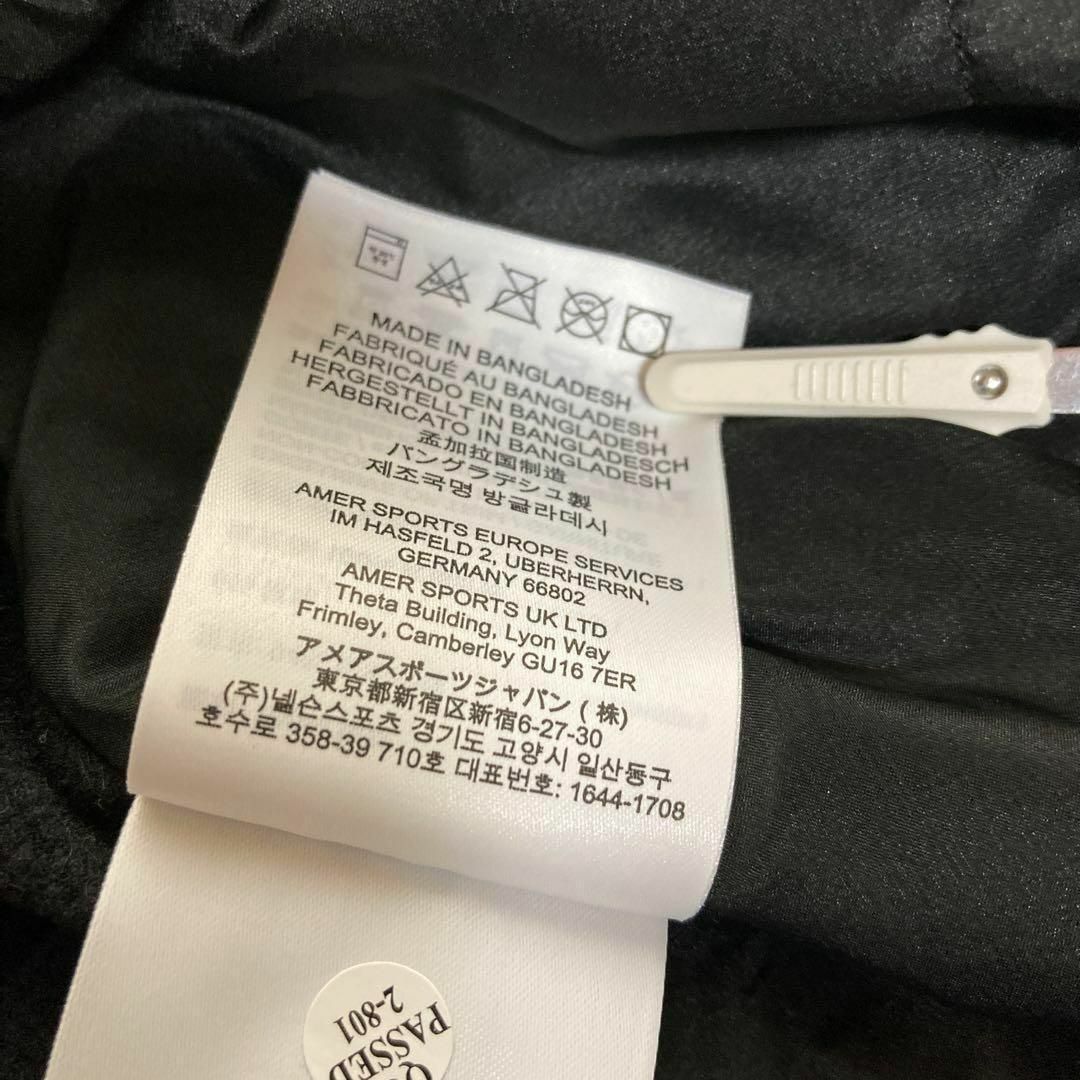 MADE IN BANGLADESH
FABRIQUÉ AU BANGLADESH
FABRICADO EN BANGLADESH
HERGESTELLT IN BANGLADESCH
FABBRICATO IN BANGLADESH
孟加拉国制造
バングラデシュ製
제조국명 방글라데시
AMER SPORTS EUROPE SERVICES
IM HASFELD 2, UBERHERRN,
GERMANY 66802
AMER SPORTS UK LTD
Theta Building, Lyon Way
Frimley, Camberley GU16 7ER
アメアスポーツジャパン ( 株)
東京都新宿区新宿6-27-30
(주)넬슨스포츠 경기도 고양시 일산동구
호수로 358-39 710호 대표번호: 1644-1708
2-801
PASSED